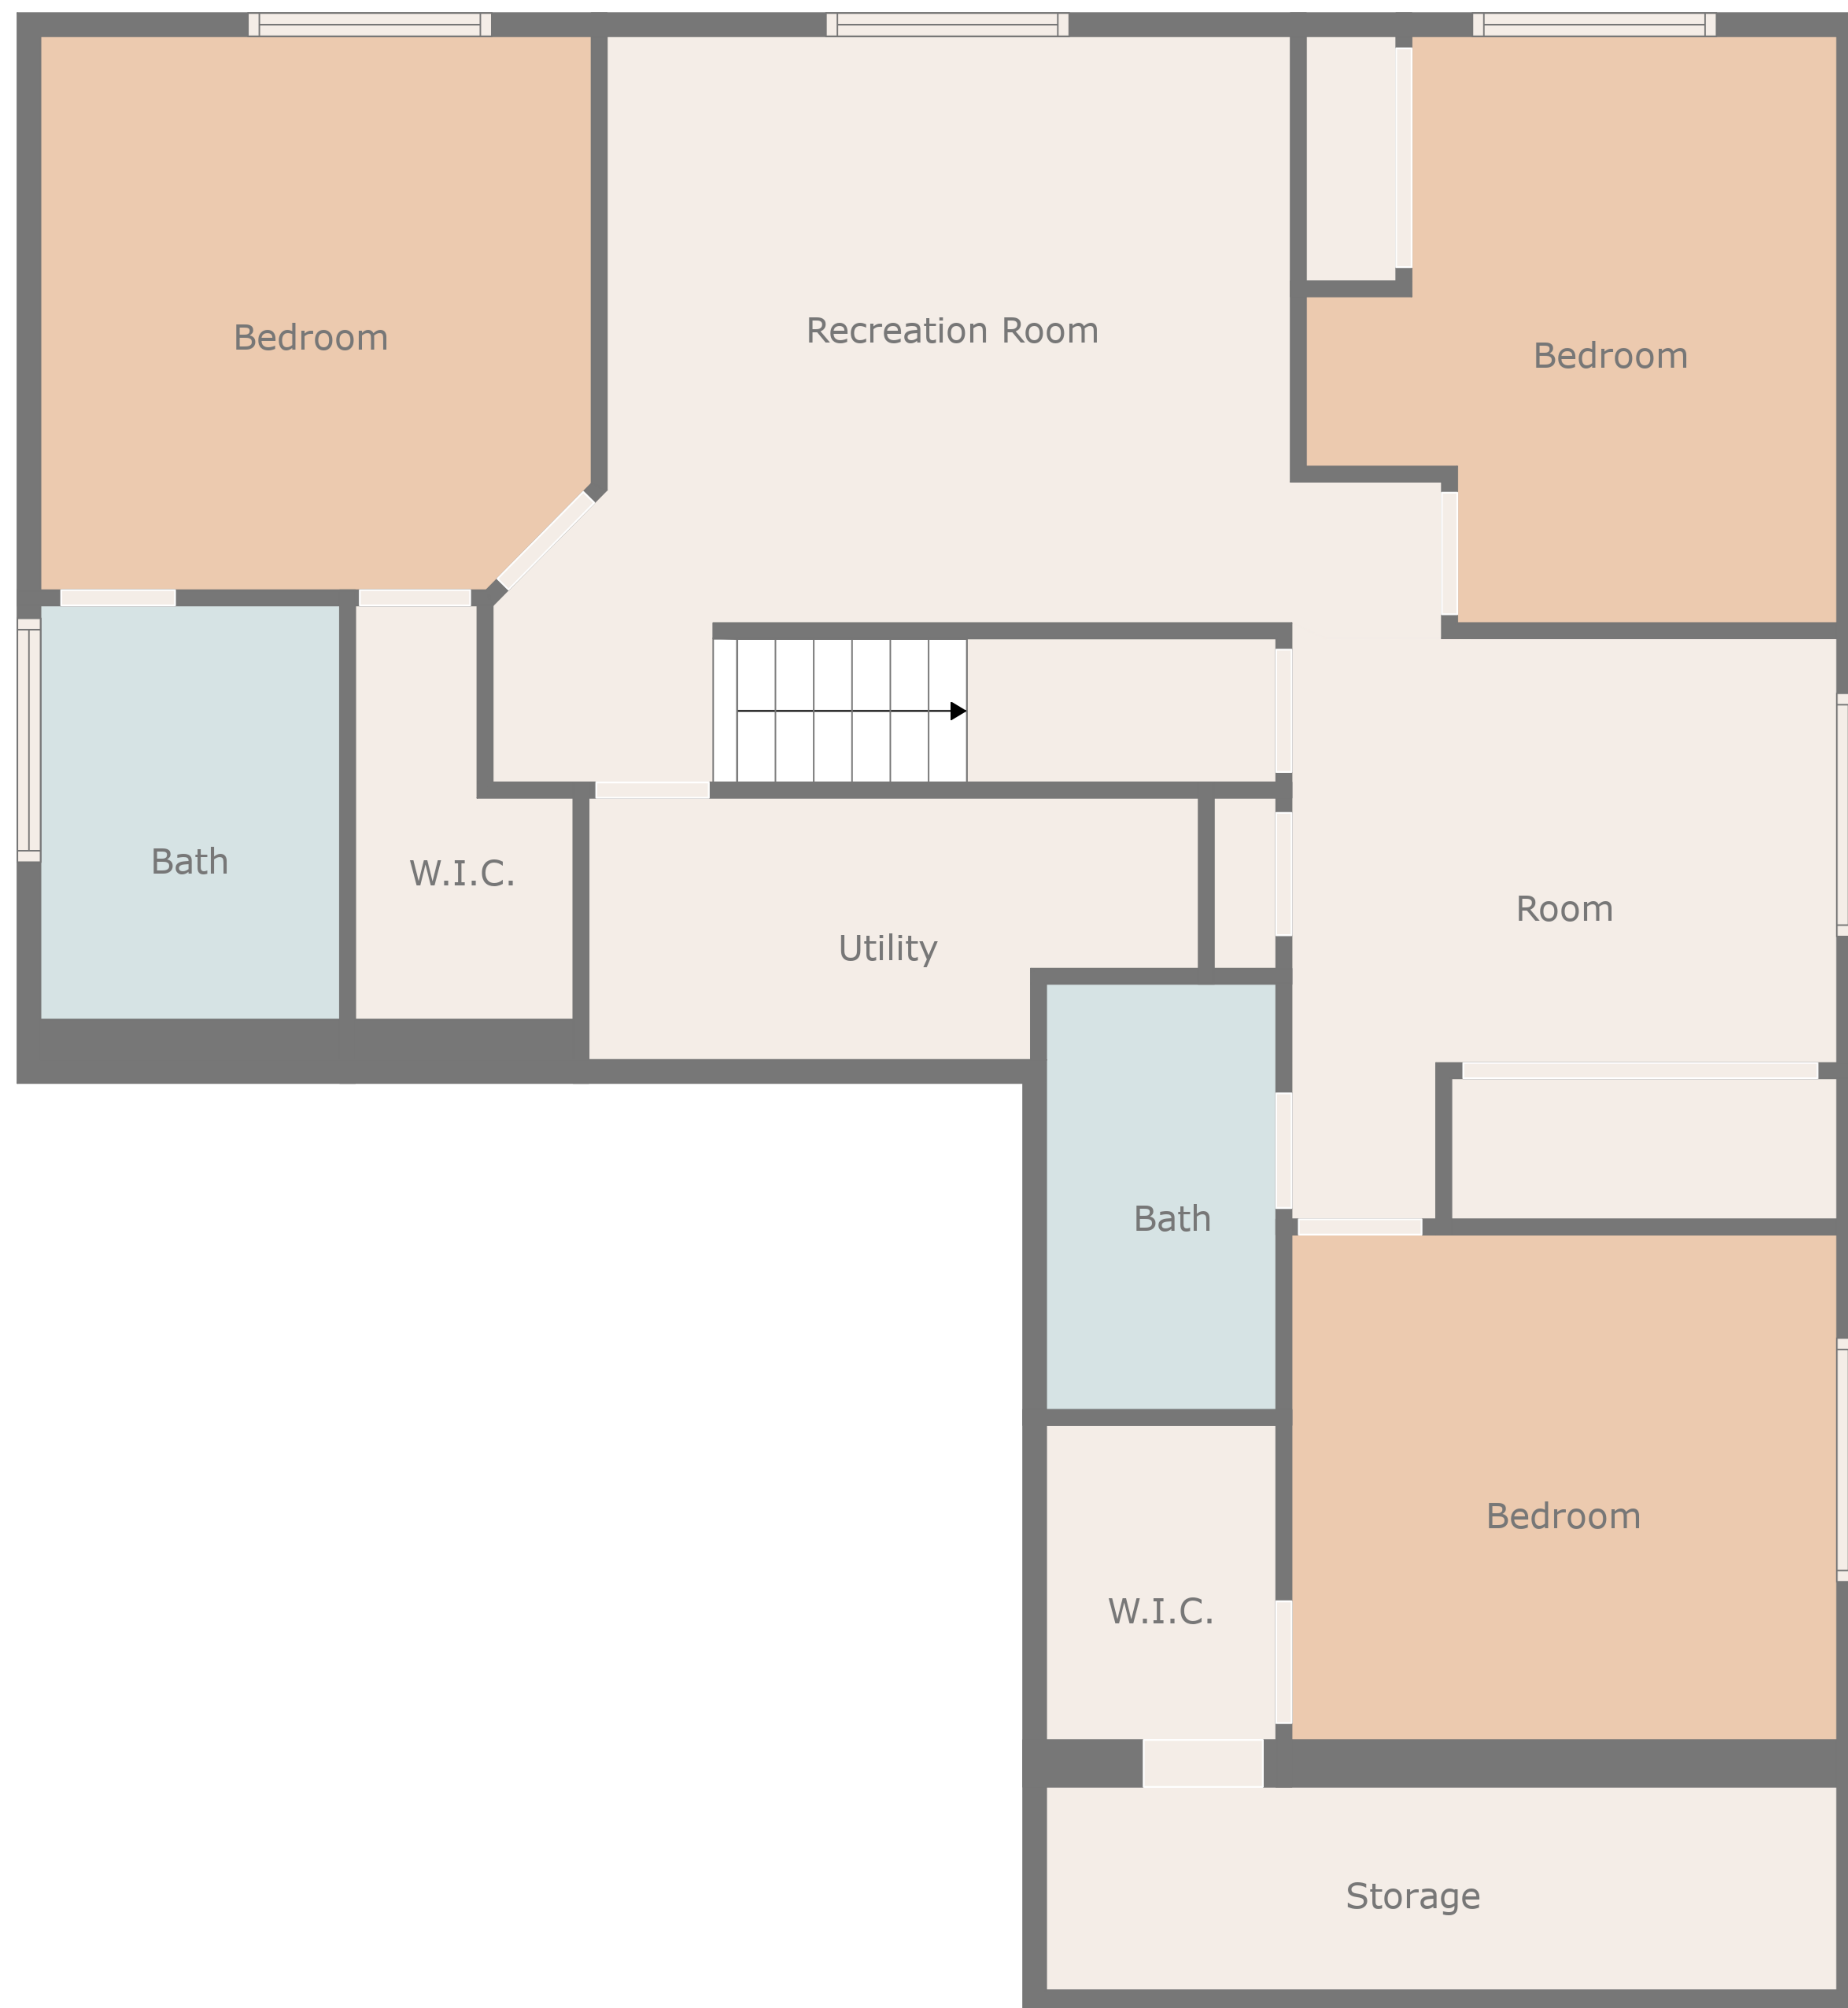 Recreation Room
Bedroom
Bedroom
Bath
W.I.C.
Room
Utility
Bath
Bedroom
W.I.C.
Storage